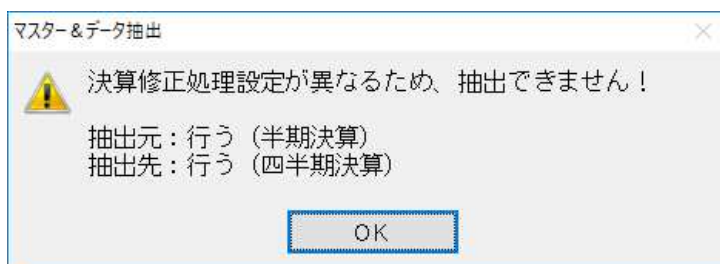 マスター&データ抽出
決算修正処理設定が異なるため、抽出できません！
抽出元：行う（半期決算）
抽出先：行う（四半期決算）
OK